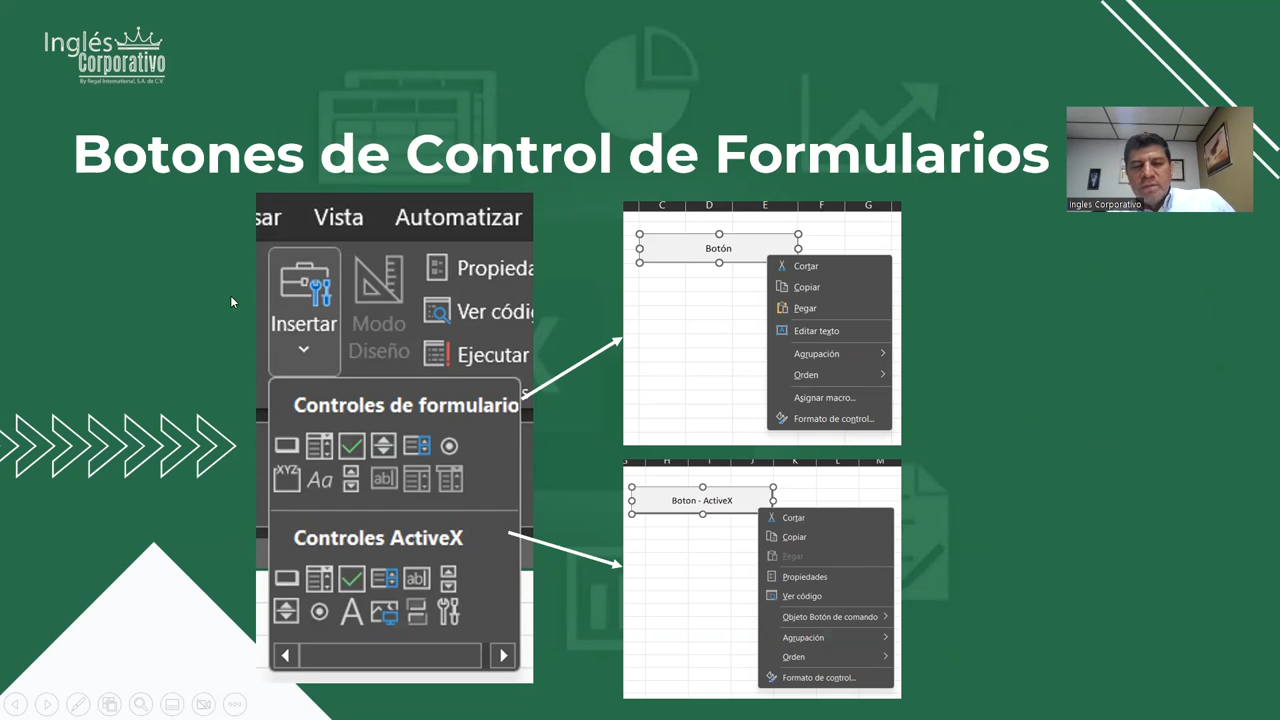 Inglés
Corporativo
By Regal International, S.A. de C.V.
Botones de Control de Formularios
Ingles Corporativo
sar Vista Automatizar
Insertar
Modo
Diseño
Propieda
Ver códi
Ejecutar
Controles de formulario
XYZ
Aa
ab
Controles ActiveX
ab
A
C D E F G
Botón
Cortar
Copiar
Pegar
Editar texto
Agrupación
Orden
Asignar macro...
Formato de control...
G H I J K L M
Boton - ActiveX
Cortar
Copiar
Pegar
Propiedades
Ver código
Objeto Botón de comando
Agrupación
Orden
Formato de control...